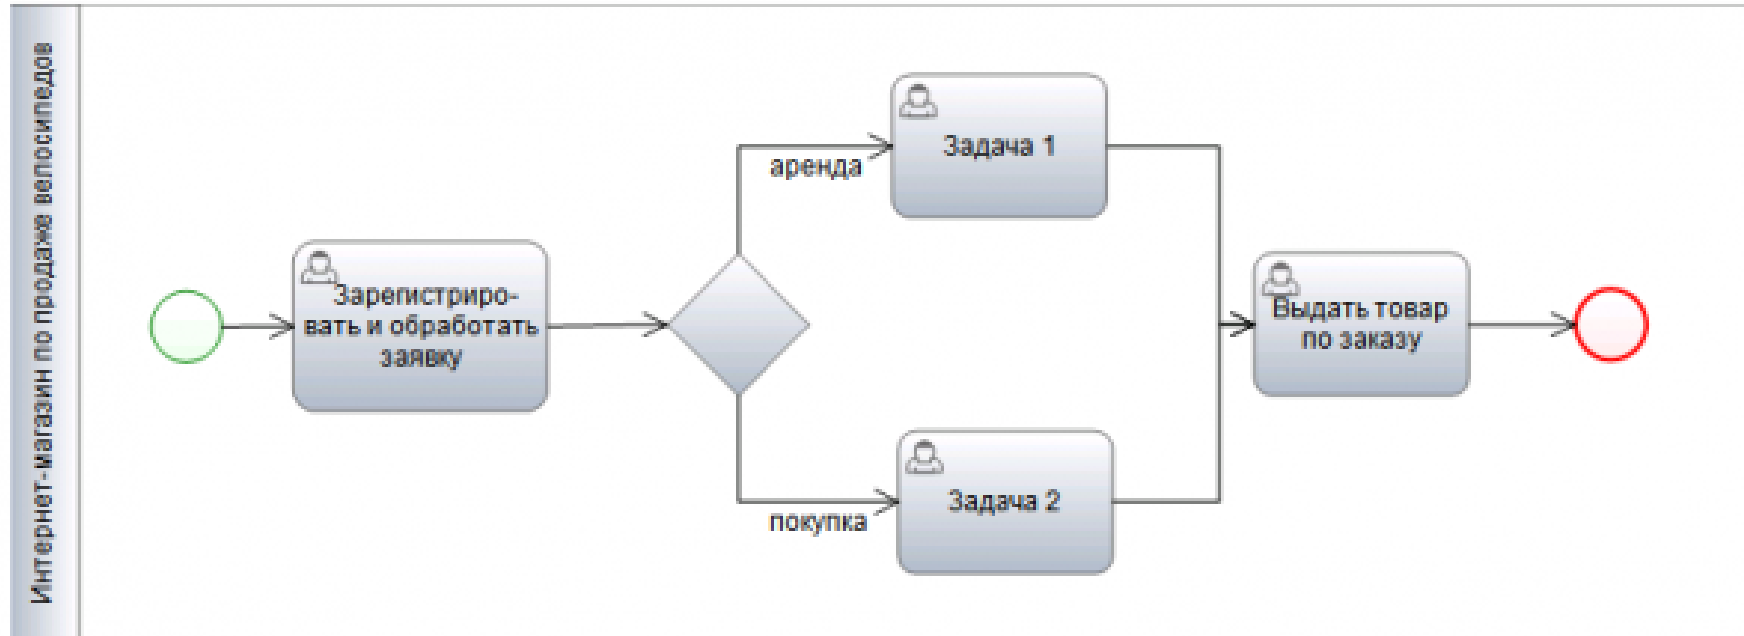 Интернет-магазин по продаже велосипедов
Зарегистриро-
вать и обработать
заявку
аренда
Задача 1
покупка
Задача 2
Выдать товар
по заказу